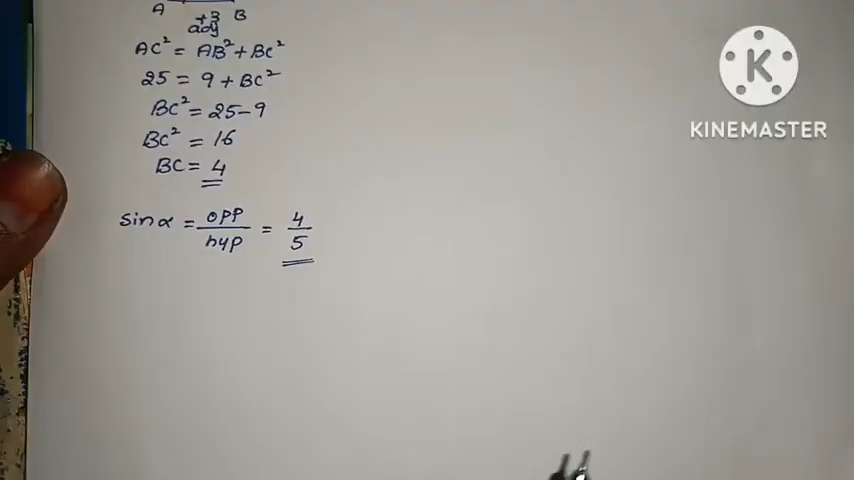 A +3 B
adj
AC² = AB² + BC²
25 = 9 + BC²
BC² = 25 - 9
BC² = 16
BC = 4
sin α = opp/hyp = 4/5
K
KINEMASTER